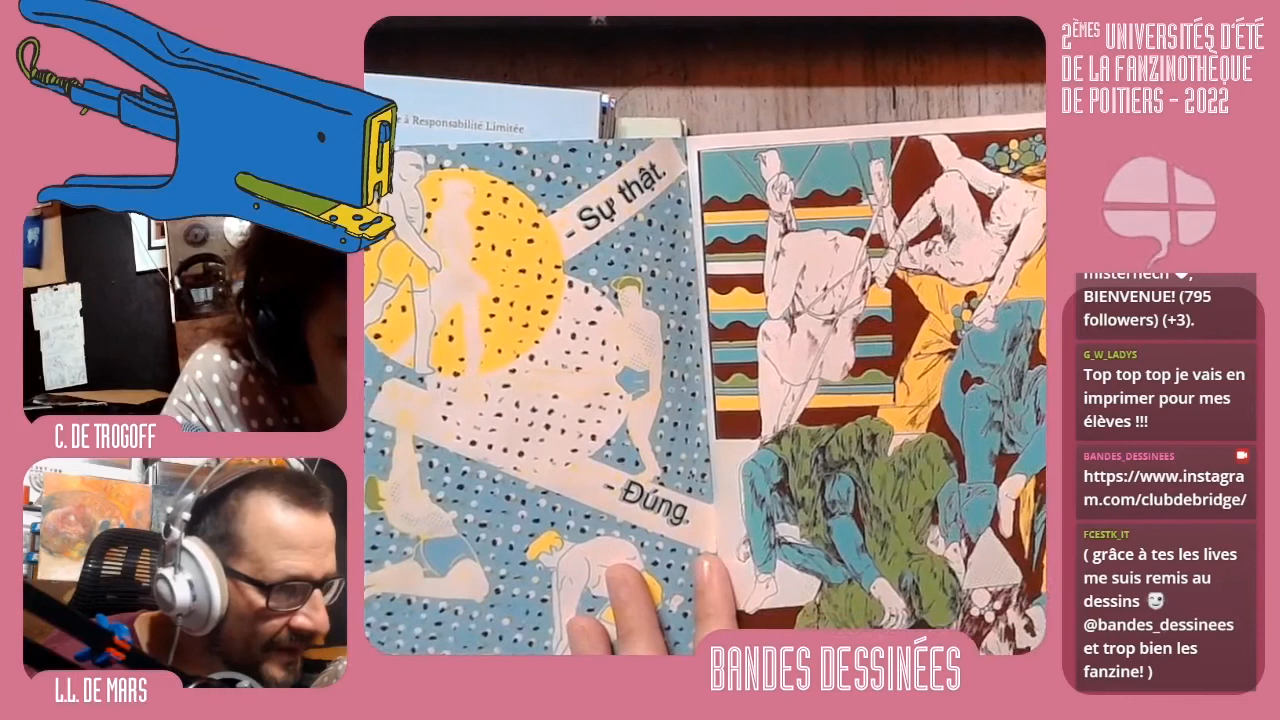 2ÈMES UNIVERSITÉS D'ÉTÉ
DE LA FANZINOTHÈQUE
DE POITIERS - 2022
à Responsabilité Limitée
- Sự thật.
- Đúng.
C. DE TROGOFF
L.L. DE MARS
BANDES DESSINÉES
BIENVENUE! (795
followers) (+3).
G_W_LADYS
Top top top je vais en
imprimer pour mes
élèves !!!
BANDES_DESSINEES
https://www.instagra
m.com/clubdebridge/
FCESTK_IT
( grâce à tes les lives
me suis remis au
dessins
@bandes_dessinees
et trop bien les
fanzine! )